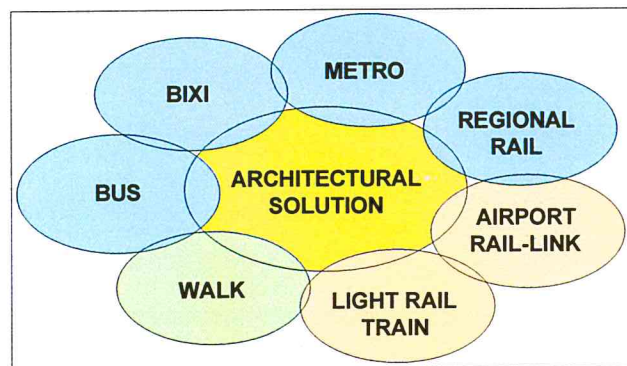 METRO
BIXI
REGIONAL
RAIL
BUS
ARCHITECTURAL
SOLUTION
AIRPORT
RAIL-LINK
WALK
LIGHT RAIL
TRAIN